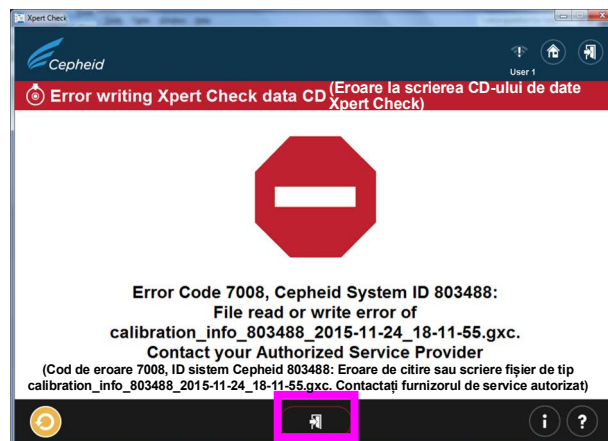 Xpert Check
Cepheid
User 1
Error writing Xpert Check data CD (Eroare la scrierea CD-ului de date
Xpert Check)
Error Code 7008, Cepheid System ID 803488:
File read or write error of
calibration_info_803488_2015-11-24_18-11-55.gxc.
Contact your Authorized Service Provider
(Cod de eroare 7008, ID sistem Cepheid 803488: Eroare de citire sau scriere fișier de tip
calibration_info_803488_2015-11-24_18-11-55.gxc. Contactați furnizorul de service autorizat)
i ?